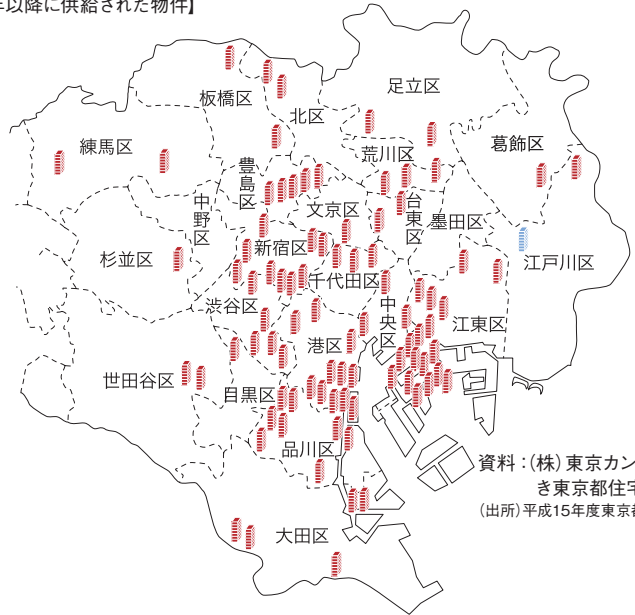 年以降に供給された物件】
足立区
板橋区
北区
葛飾区
練馬区
荒川区
豊島区
文京区
台東区
中野区
墨田区
新宿区
杉並区
江戸川区
千代田区
渋谷区
中央区
江東区
港区
世田谷区
目黒区
品川区
大田区
資料：(株)東京カン
き東京都住宅
(出所)平成15年度東京都